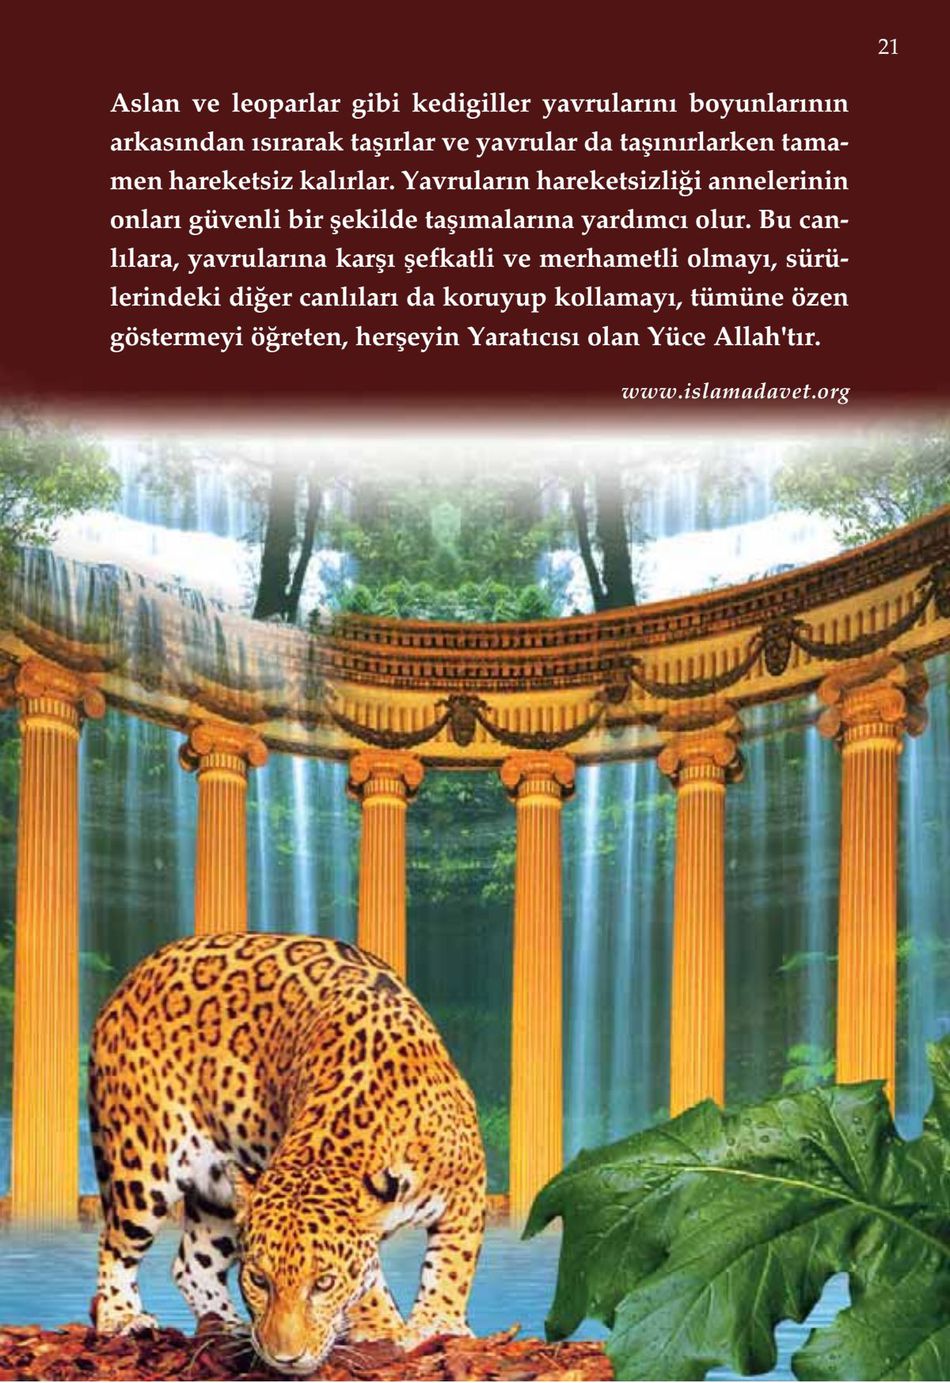 21
Aslan ve leoparlar gibi kedigiller yavrularını boyunlarının
arkasından ısırarak taşırlar ve yavrular da taşınırlarken tama-
men hareketsiz kalırlar. Yavruların hareketsizliği annelerinin
onları güvenli bir şekilde taşımalarına yardımcı olur. Bu can-
lılara, yavrularına karşı şefkatli ve merhametli olmayı, sürü-
lerindeki diğer canlıları da koruyup kollamayı, tümüne özen
göstermeyi öğreten, herşeyin Yaratıcısı olan Yüce Allah'tır.
www.islamadavet.org